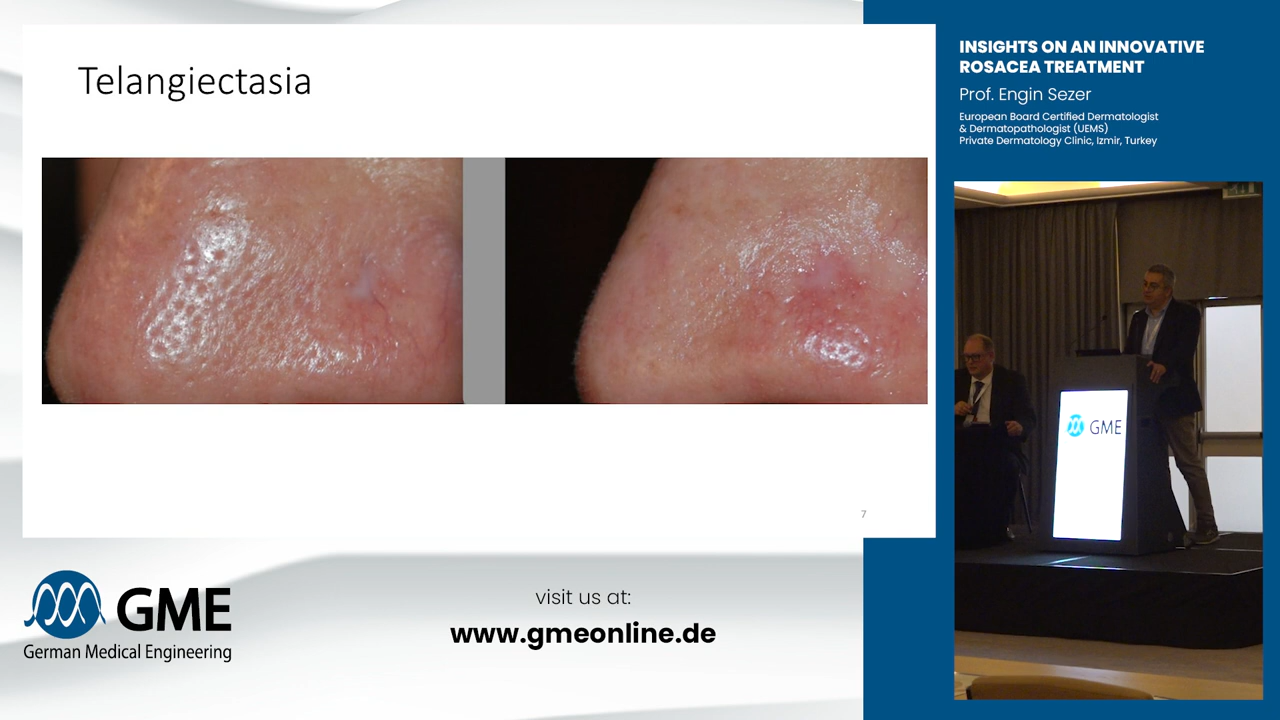 Telangiectasia
7
INSIGHTS ON AN INNOVATIVE
ROSACEA TREATMENT
Prof. Engin Sezer
European Board Certified Dermatologist
& Dermatopathologist (UEMS)
Private Dermatology Clinic, Izmir, Turkey
GME
GME
German Medical Engineering
visit us at:
www.gmeonline.de